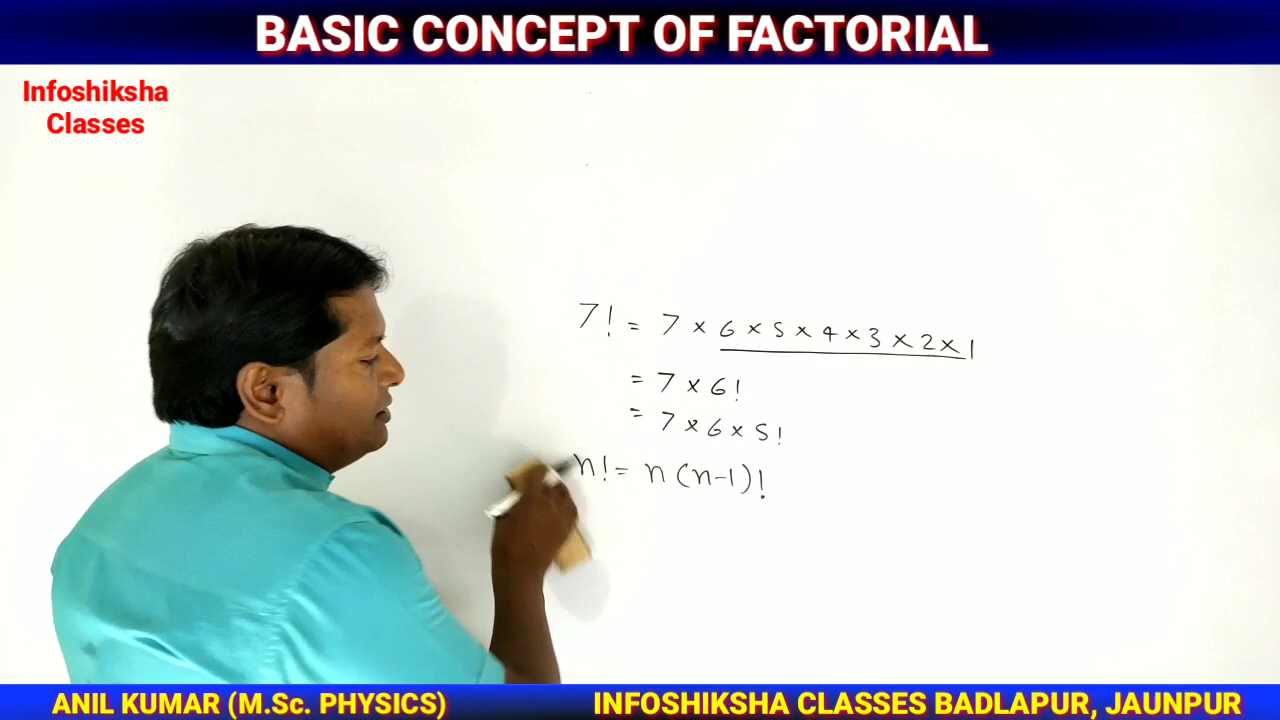 BASIC CONCEPT OF FACTORIAL
Infoshiksha
Classes
7! = 7 × 6 × 5 × 4 × 3 × 2 × 1
= 7 × 6!
= 7 × 6 × 5!
n! = n (n-1)!
ANIL KUMAR (M.Sc. PHYSICS)
INFOSHIKSHA CLASSES BADLAPUR, JAUNPUR